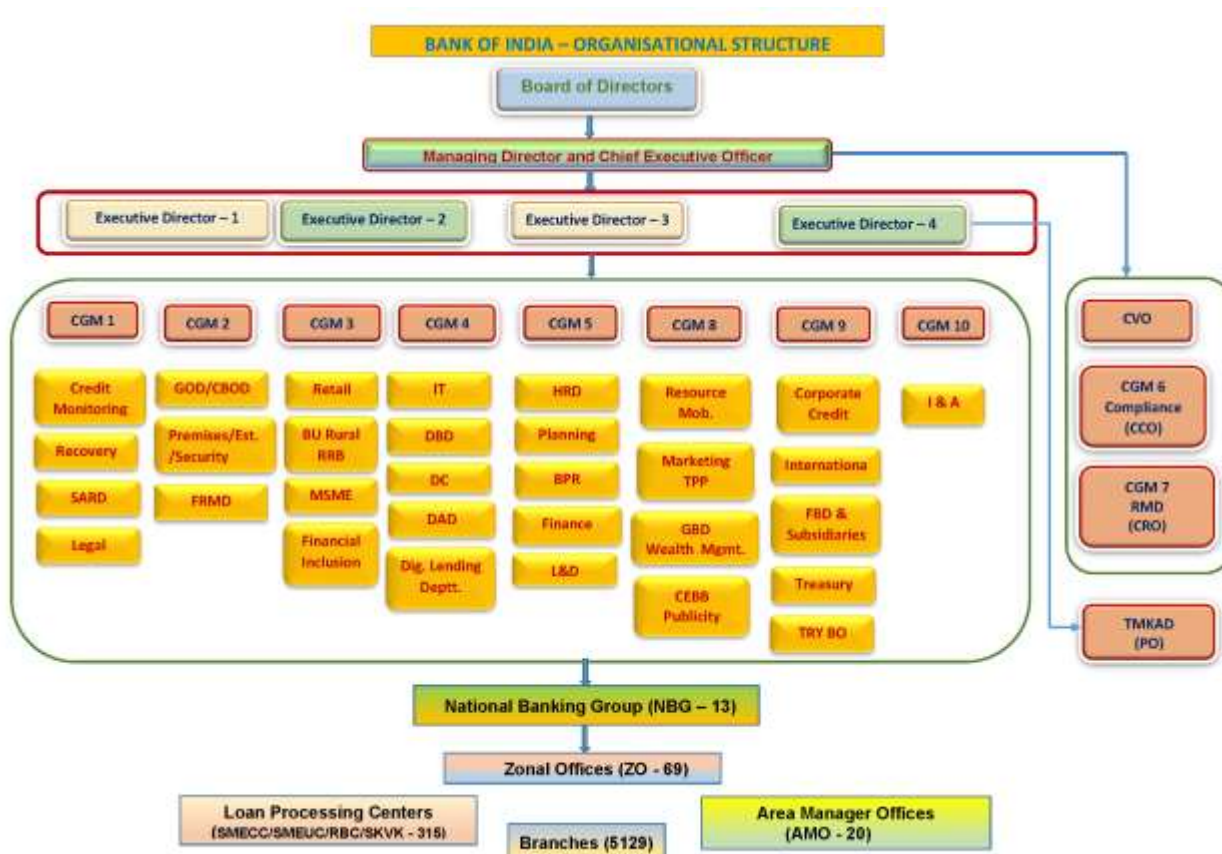 BANK OF INDIA – ORGANISATIONAL STRUCTURE
Board of Directors
Managing Director and Chief Executive Officer
Executive Director – 1
Executive Director – 2
Executive Director – 3
Executive Director – 4
CGM 1
CGM 2
CGM 3
CGM 4
CGM 5
CGM 8
CGM 9
CGM 10
Credit
Monitoring
Recovery
SARD
Legal
GOD/CBOD
Premises/Est.
/Security
FRMD
Retail
BU Rural
RRB
MSME
Financial
Inclusion
IT
DBD
DC
DAD
Dig. Lending
Deptt.
HRD
Planning
BPR
Finance
L&D
Resource
Mob.
Marketing
TPP
GBD
Wealth Mgmt.
CEBB
Publicity
Corporate
Credit
Internationa
FBD &
Subsidiaries
Treasury
TRY BO
I & A
CVO
CGM 6
Compliance
(CCO)
CGM 7
RMD
(CRO)
TMKAD
(PO)
National Banking Group (NBG – 13)
Zonal Offices (ZO - 69)
Loan Processing Centers
(SMECC/SMEUC/RBC/SKVK - 315)
Area Manager Offices
(AMO - 20)
Branches (5129)